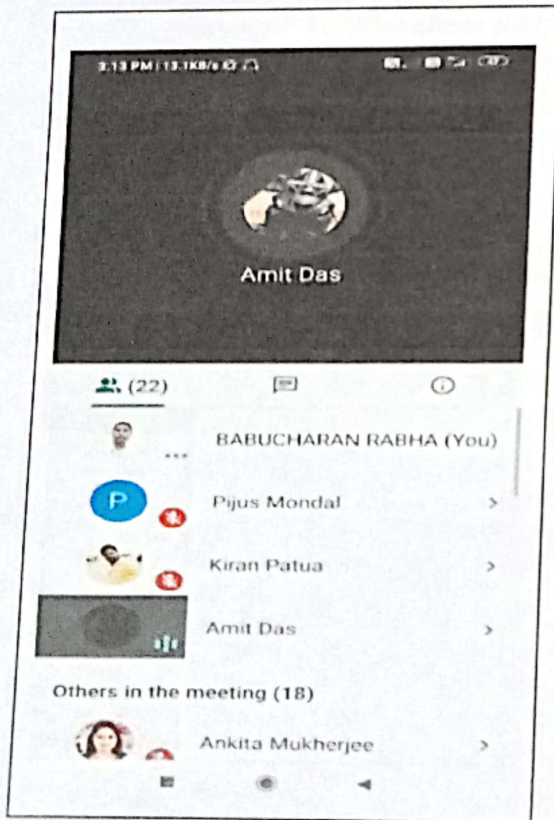 3:13 PM | 13.1KB/s
Amit Das
(22)
BABUCHARAN RABHA (You)
P
Pijus Mondal
Kiran Patua
Amit Das
Others in the meeting (18)
Ankita Mukherjee